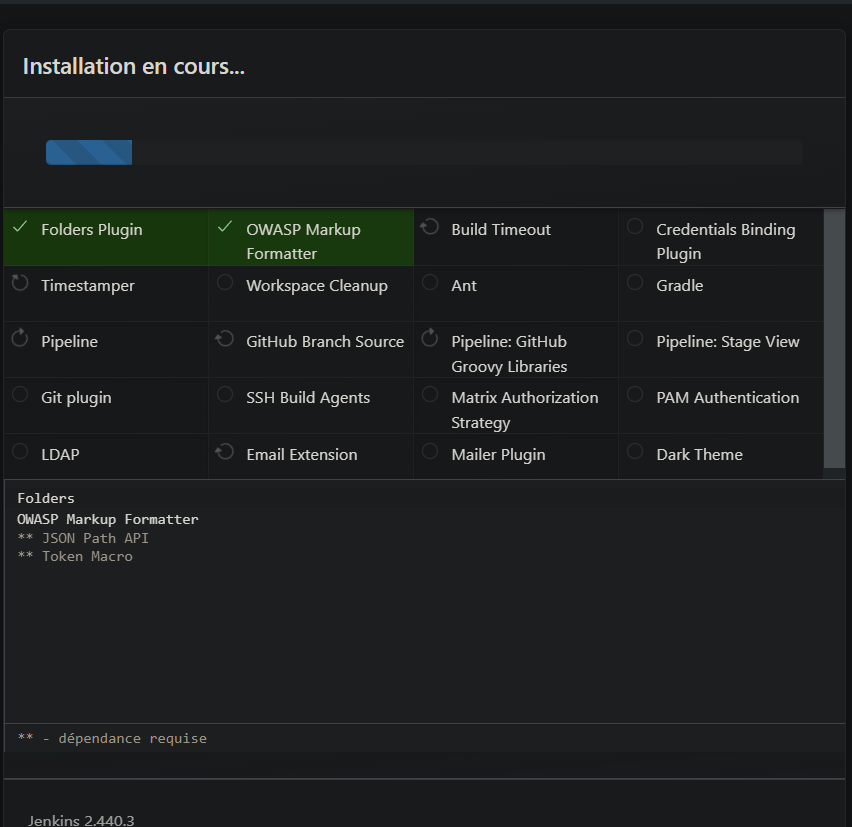 Installation en cours...
Folders Plugin
OWASP Markup
Formatter
Build Timeout
Credentials Binding
Plugin
Timestamper
Workspace Cleanup
Ant
Gradle
Pipeline
GitHub Branch Source
Pipeline: GitHub
Groovy Libraries
Pipeline: Stage View
Git plugin
SSH Build Agents
Matrix Authorization
Strategy
PAM Authentication
LDAP
Email Extension
Mailer Plugin
Dark Theme
Folders
OWASP Markup Formatter
** JSON Path API
** Token Macro
** - dépendance requise
Jenkins 2.440.3